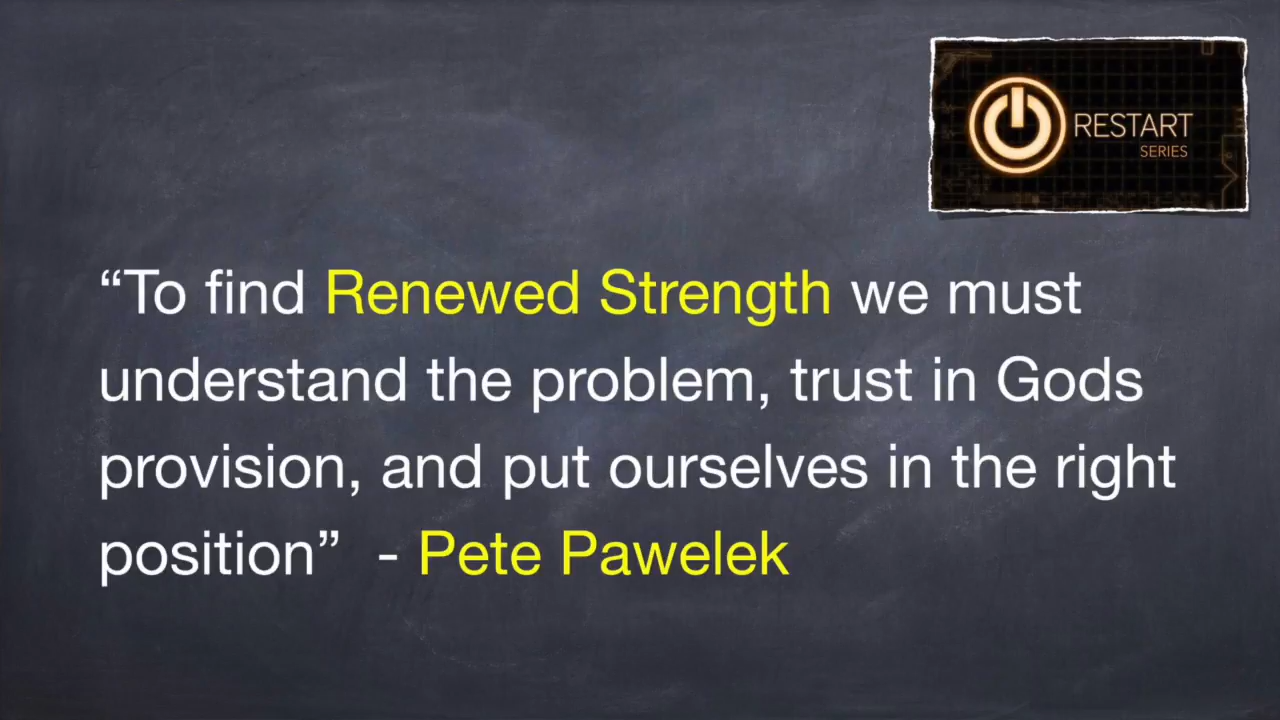 RESTART
SERIES
“To find Renewed Strength we must
understand the problem, trust in Gods
provision, and put ourselves in the right
position”  - Pete Pawelek